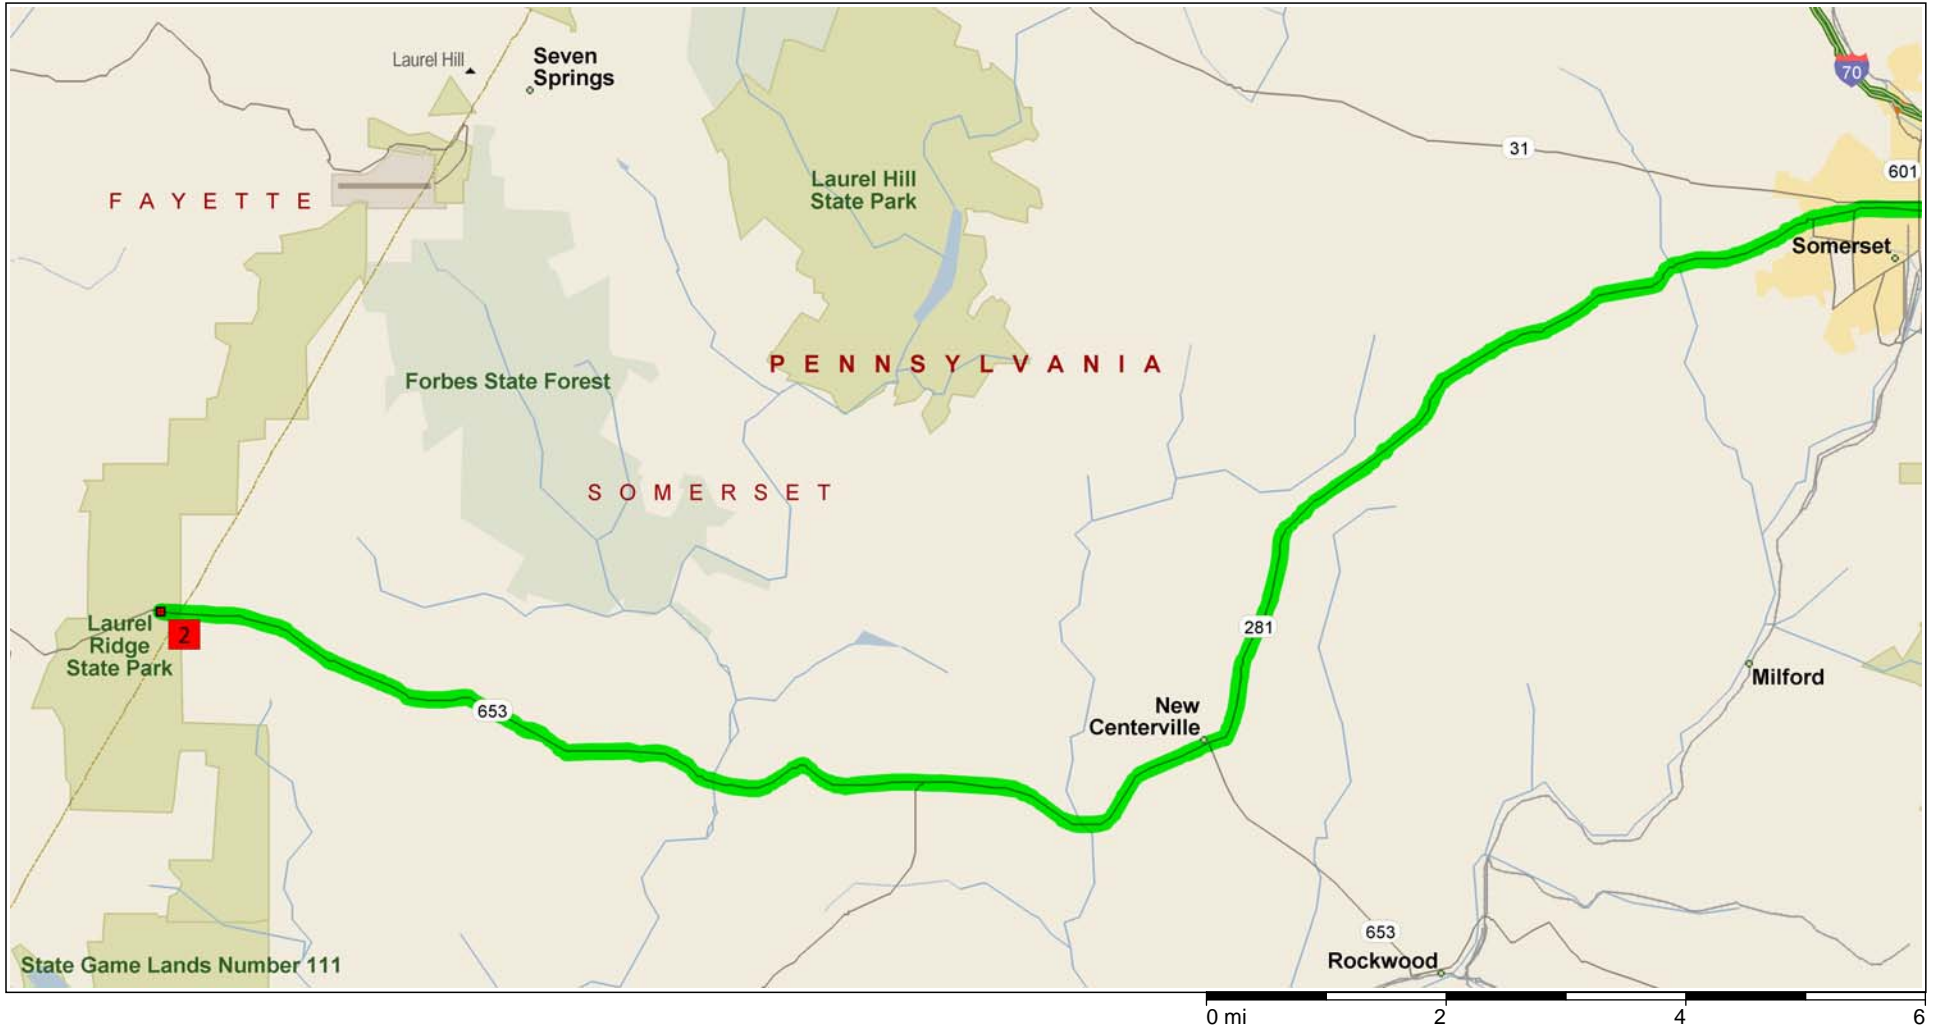 Laurel Hill
Seven
Springs
70
31
601
Laurel Hill
State Park
FAYETTE
Somerset
PENNSYLVANIA
Forbes State Forest
SOMERSET
Laurel
Ridge
State Park
2
281
653
New
Centerville
Milford
653
Rockwood
State Game Lands Number 111
0 mi 2 4 6